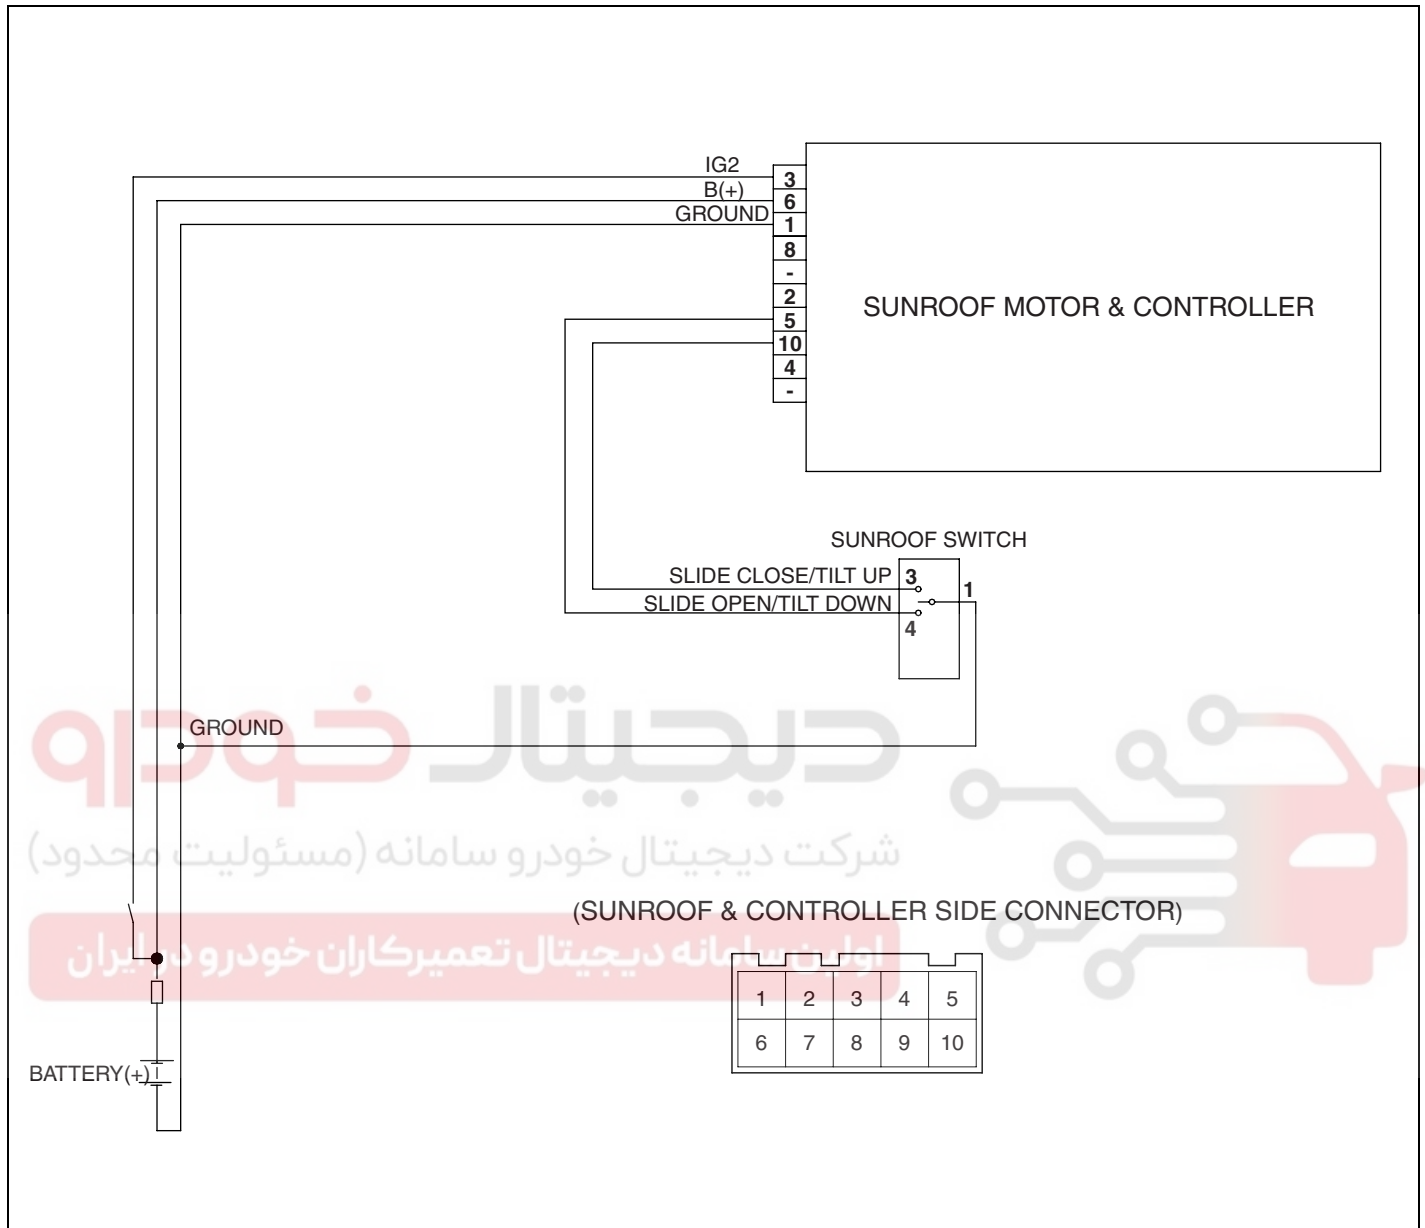 IG2
B(+)
GROUND
3
6
1
8
-
2
5
10
4
-
SUNROOF MOTOR & CONTROLLER
SUNROOF SWITCH
SLIDE CLOSE/TILT UP
SLIDE OPEN/TILT DOWN
3
1
4
GROUND
دیجیتال خودرو
شرکت دیجیتال خودرو سامانه (مسئولیت محدود)
(SUNROOF & CONTROLLER SIDE CONNECTOR)
اولین سامانه دیجیتال تعمیرکاران خودرو در ایران
1 2 3 4 5
6 7 8 9 10
BATTERY(+)